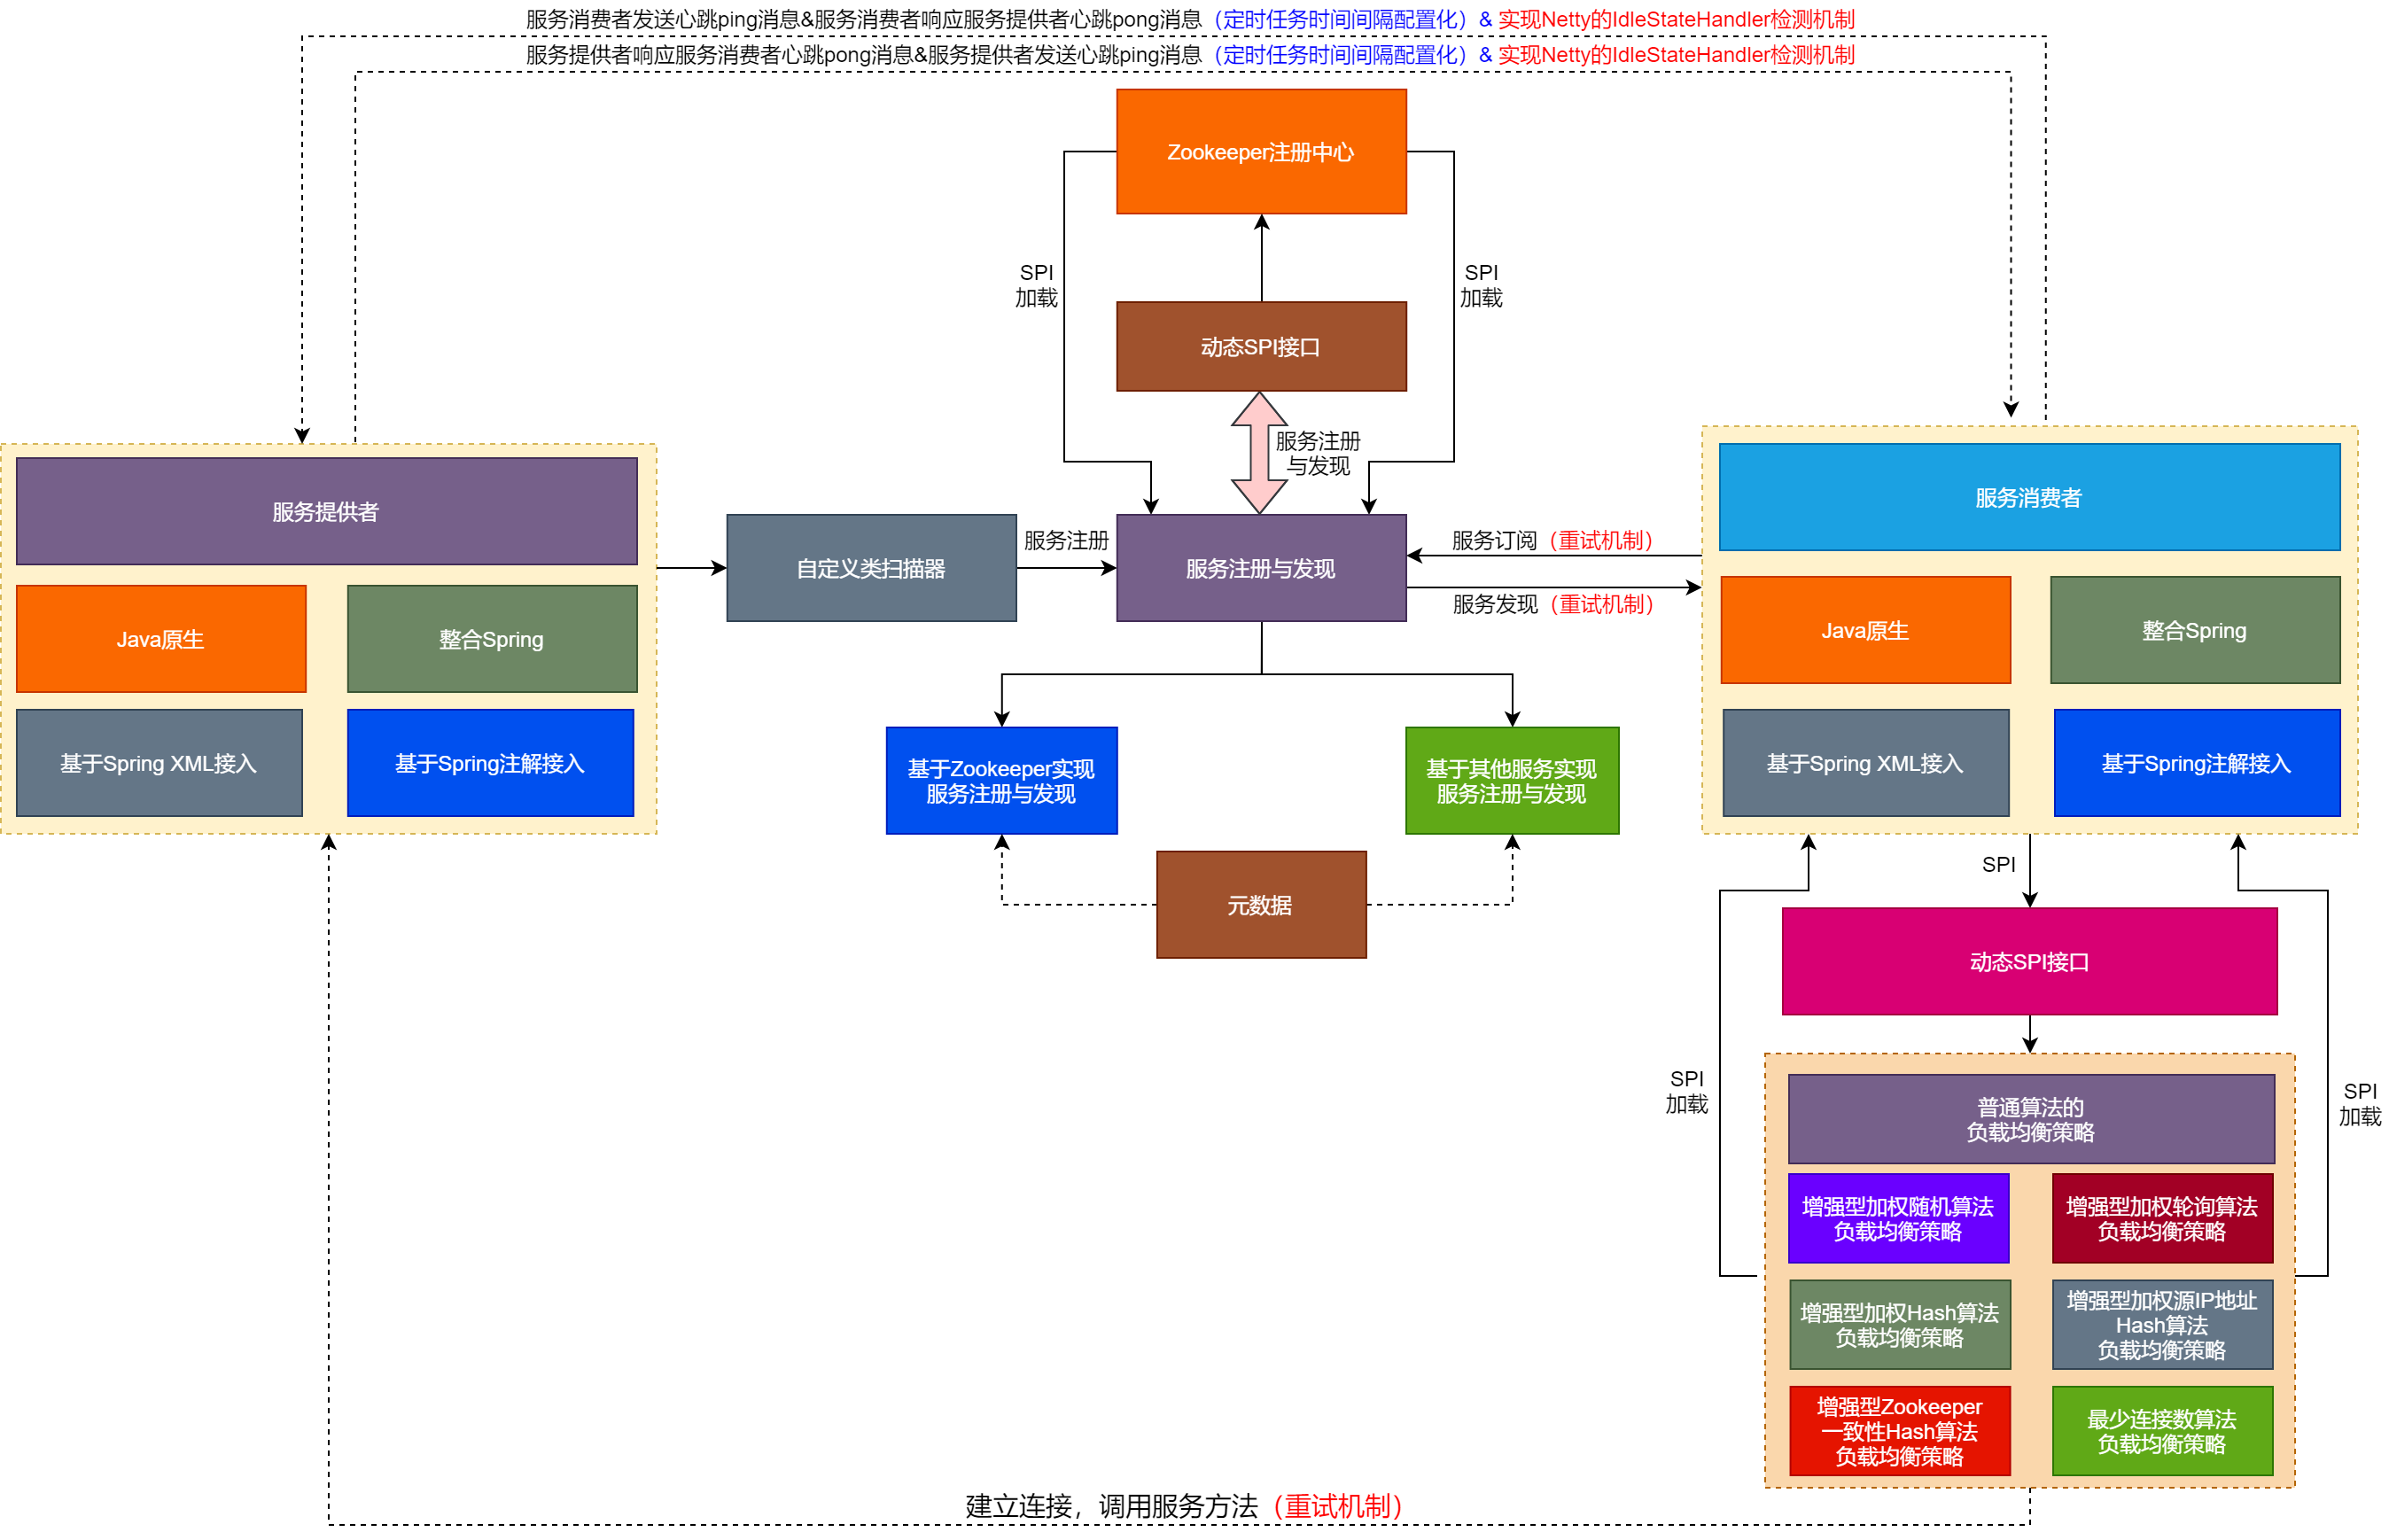 服务消费者发送心跳ping消息&服务消费者响应服务提供者心跳pong消息（定时任务时间间隔配置化）& 实现Netty的IdleStateHandler检测机制
服务提供者响应服务消费者心跳pong消息&服务提供者发送心跳ping消息（定时任务时间间隔配置化）& 实现Netty的IdleStateHandler检测机制
Zookeeper注册中心
SPI
加载
SPI
加载
动态SPI接口
服务注册
与发现
服务提供者
Java原生
整合Spring
基于Spring XML接入
基于Spring注解接入
自定义类扫描器
服务注册
服务注册与发现
服务订阅（重试机制）
服务发现（重试机制）
服务消费者
Java原生
整合Spring
基于Spring XML接入
基于Spring注解接入
基于Zookeeper实现
服务注册与发现
基于其他服务实现
服务注册与发现
元数据
SPI
动态SPI接口
SPI
加载
SPI
加载
普通算法的
负载均衡策略
增强型加权随机算法
负载均衡策略
增强型加权轮询算法
负载均衡策略
增强型加权Hash算法
负载均衡策略
增强型加权源IP地址
Hash算法
负载均衡策略
增强型Zookeeper
一致性Hash算法
负载均衡策略
最少连接数算法
负载均衡策略
建立连接，调用服务方法（重试机制）